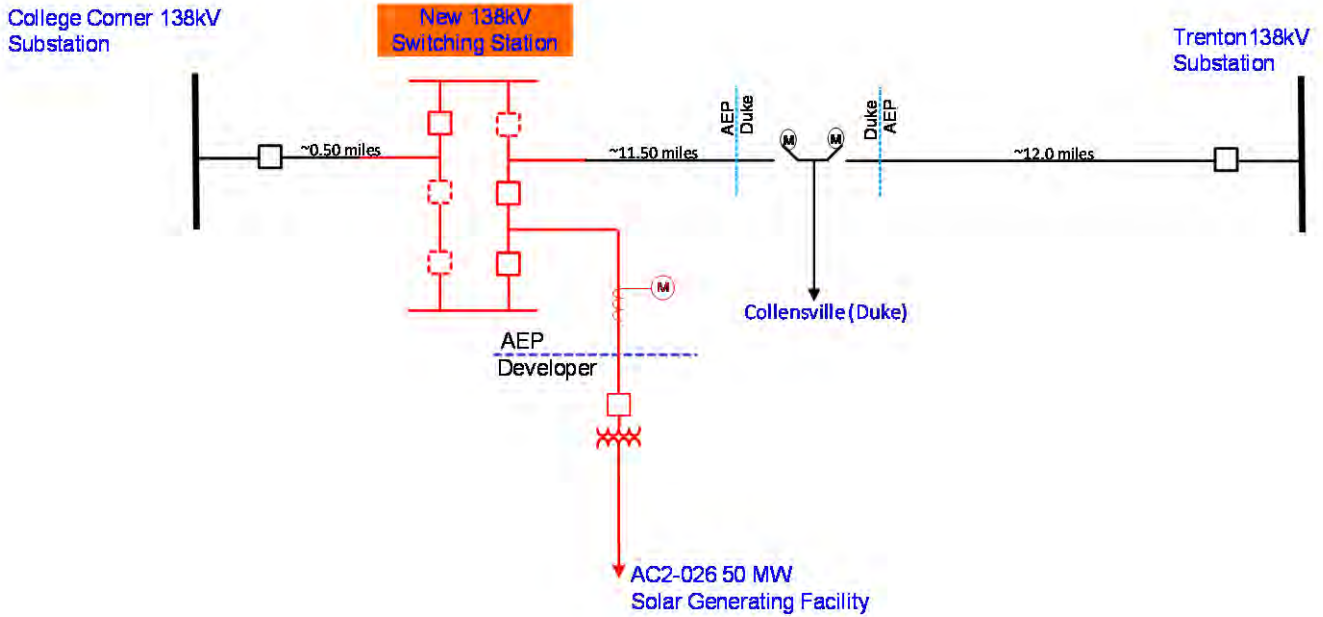 College Corner 138kV
Substation
New 138kV
Switching Station
Trenton 138kV
Substation
AEP
Duke
Duke
AEP
M
M
~0.50 miles
~11.50 miles
~12.0 miles
M
Collensville (Duke)
AEP
Developer
AC2-026 50 MW
Solar Generating Facility